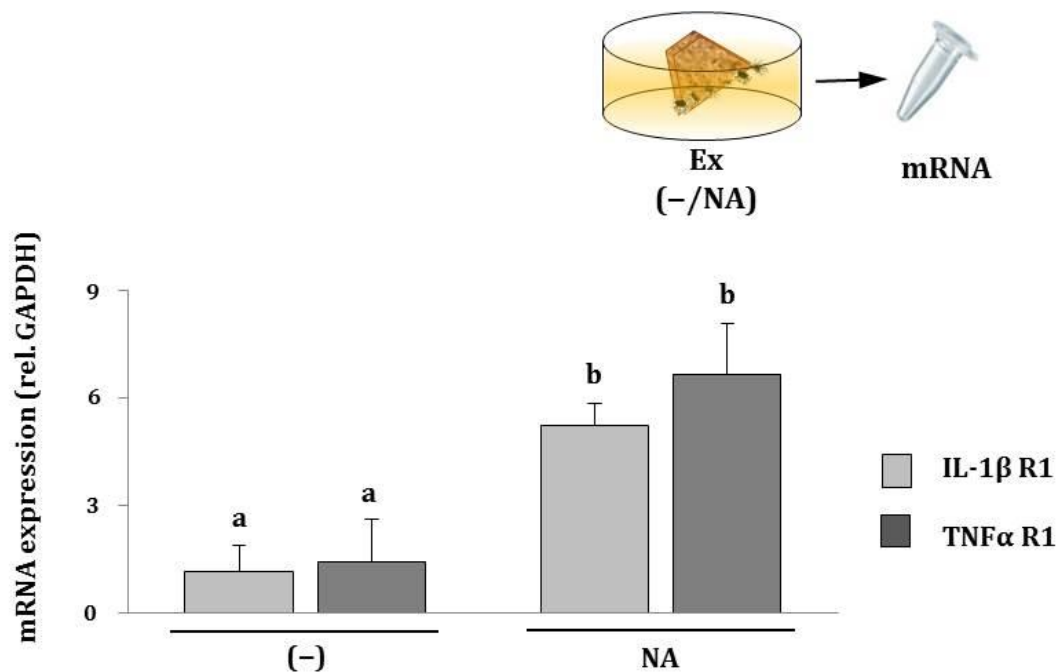 Ex
(−/NA)
mRNA
mRNA expression (rel. GAPDH)
9
6
3
0
a
a
b
b
IL-1β R1
TNFα R1
(−)
NA